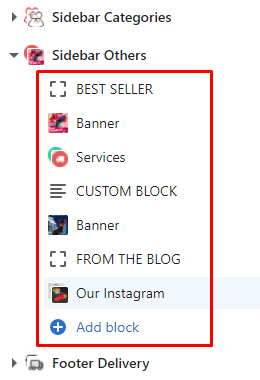 Sidebar Categories
Sidebar Others
BEST SELLER
Banner
Services
CUSTOM BLOCK
Banner
FROM THE BLOG
Our Instagram
Add block
Footer Delivery